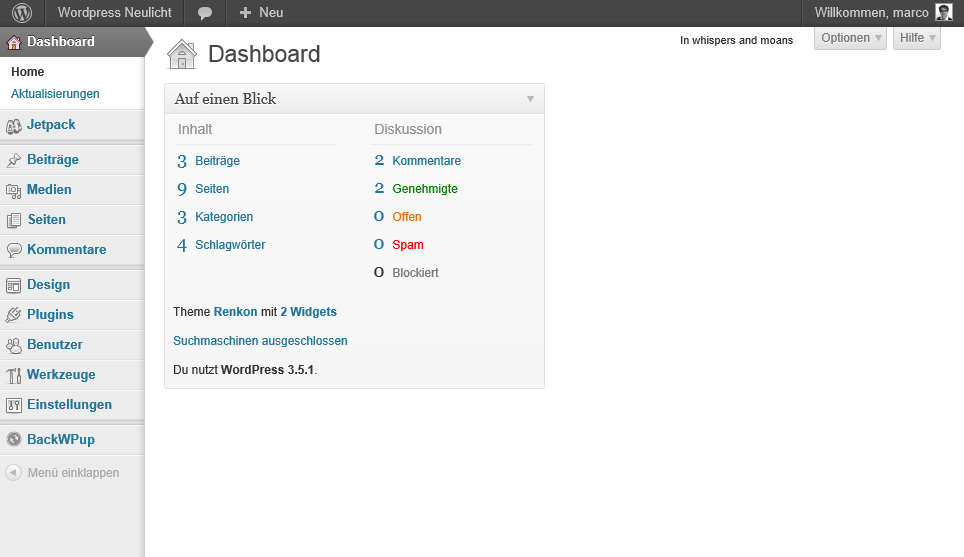 Wordpress Neulicht
Neu
Willkommen, marco
Dashboard
Home
Aktualisierungen
Jetpack
Beiträge
Medien
Seiten
Kommentare
Design
Plugins
Benutzer
Werkzeuge
Einstellungen
BackWPup
Menü einklappen
In whispers and moans
Optionen
Hilfe
Dashboard
Auf einen Blick
Inhalt
3 Beiträge
9 Seiten
3 Kategorien
4 Schlagwörter
Diskussion
2 Kommentare
2 Genehmigte
0 Offen
0 Spam
0 Blockiert
Theme Renkon mit 2 Widgets
Suchmaschinen ausgeschlossen
Du nutzt WordPress 3.5.1.